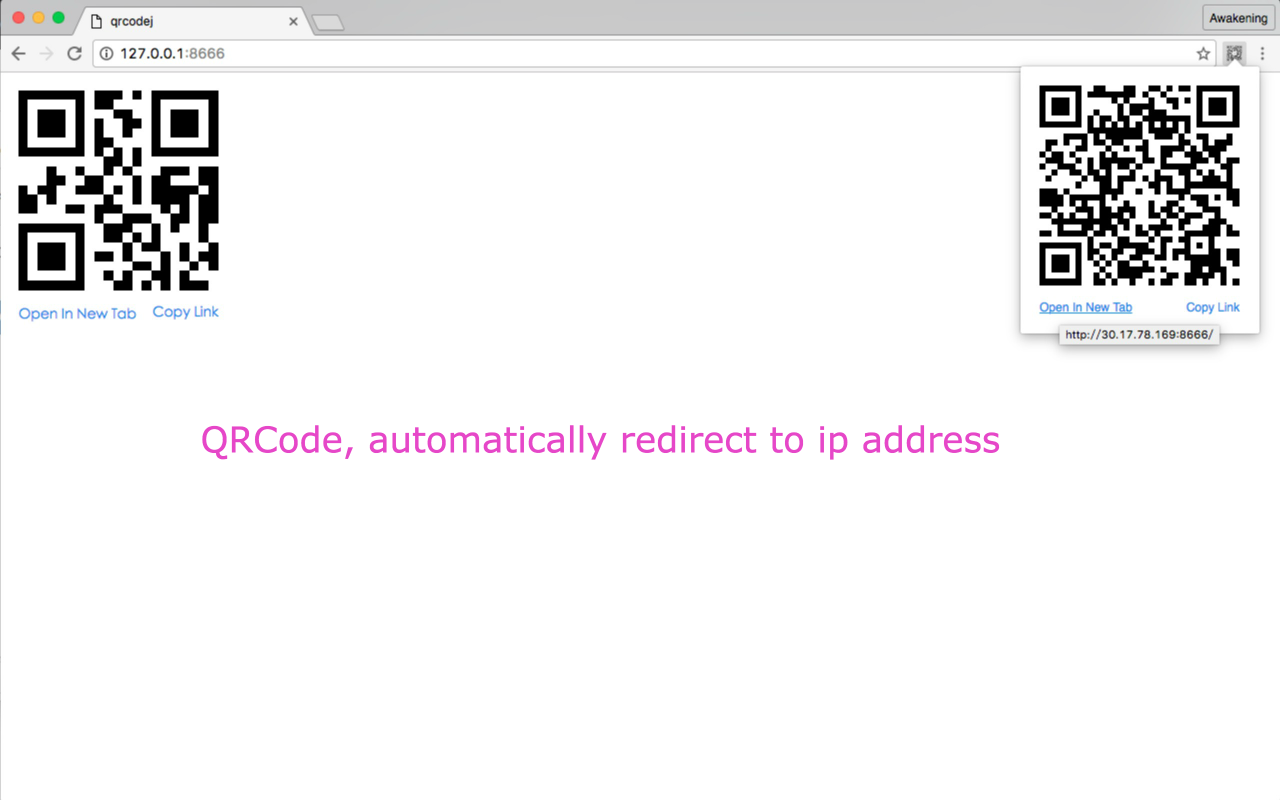 qrcodej
Awakening
127.0.0.1:8666
Open In New Tab Copy Link
Open In New Tab Copy Link
http://30.17.78.169:8666/
QRCode, automatically redirect to ip address